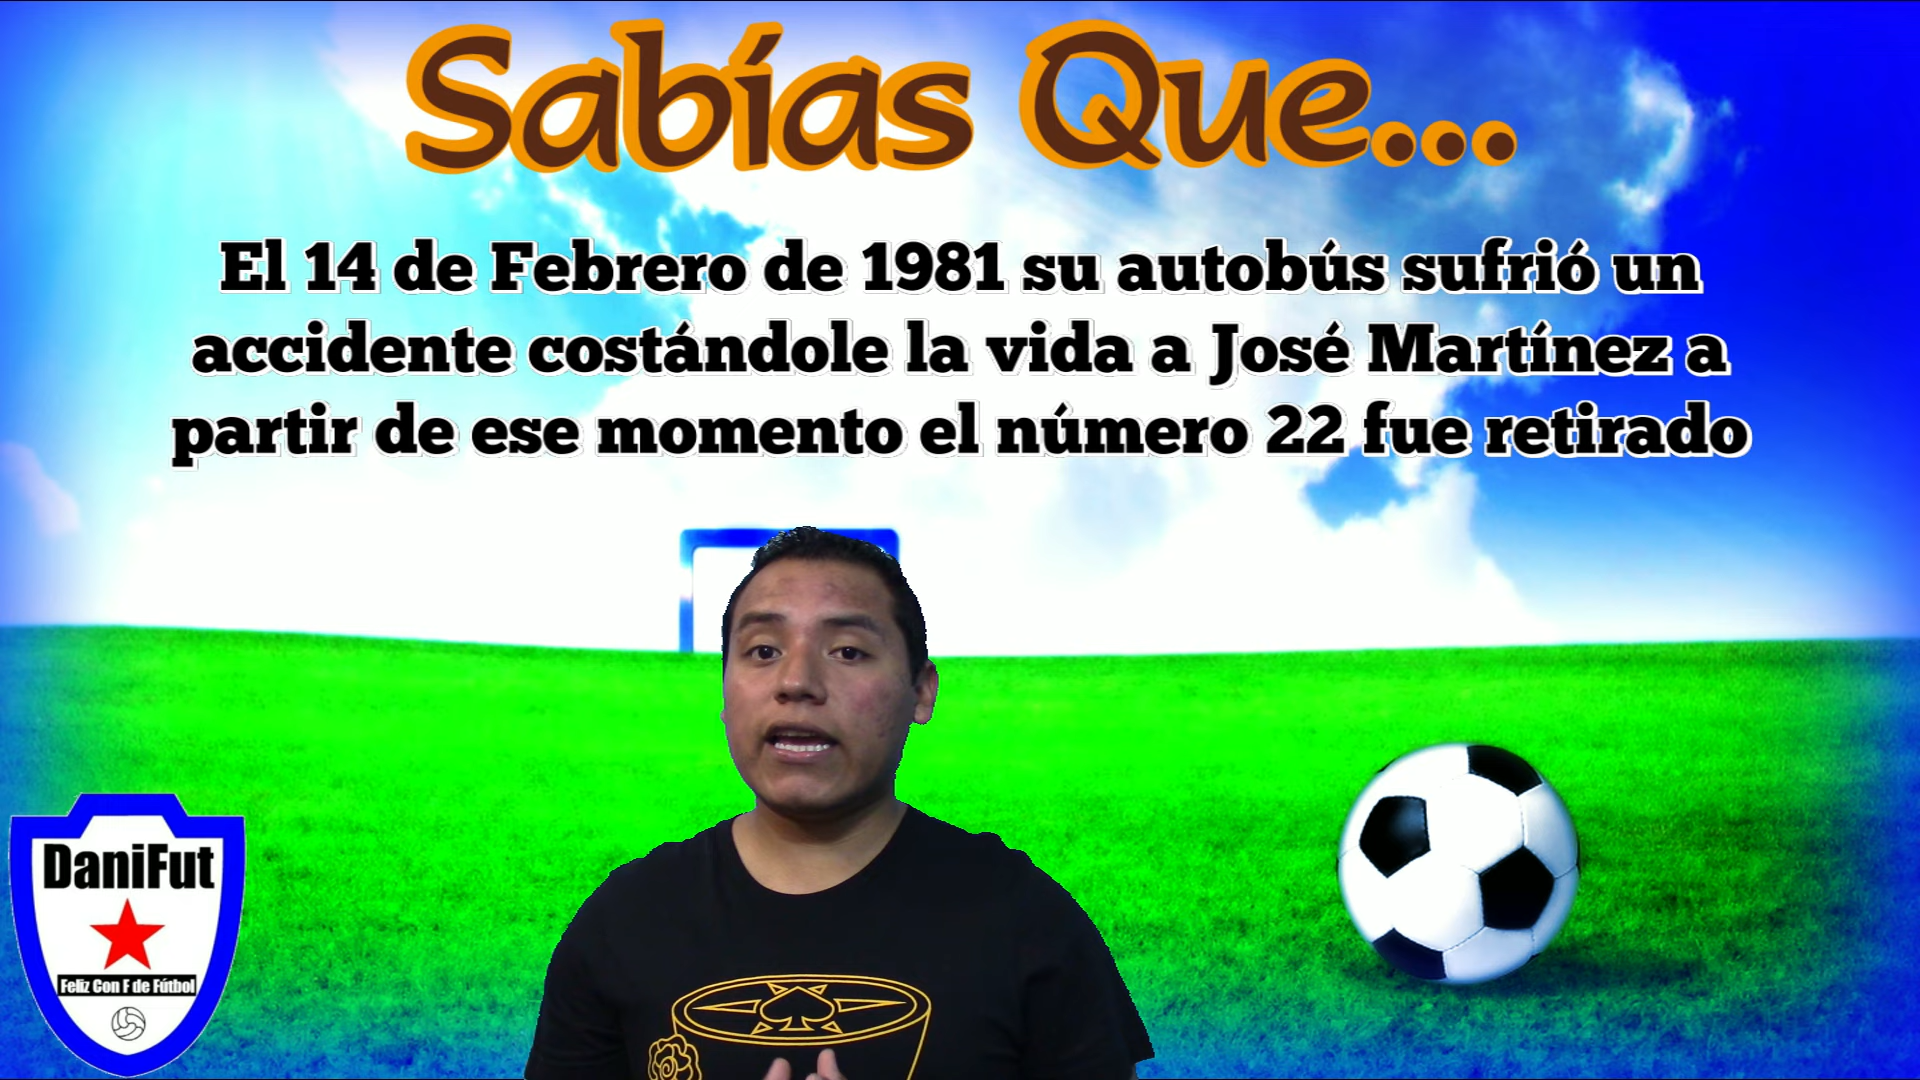 Sabías Que...
El 14 de Febrero de 1981 su autobús sufrió un
accidente costándole la vida a José Martínez a
partir de ese momento el número 22 fue retirado
DaniFut
Feliz Con F de Fútbol